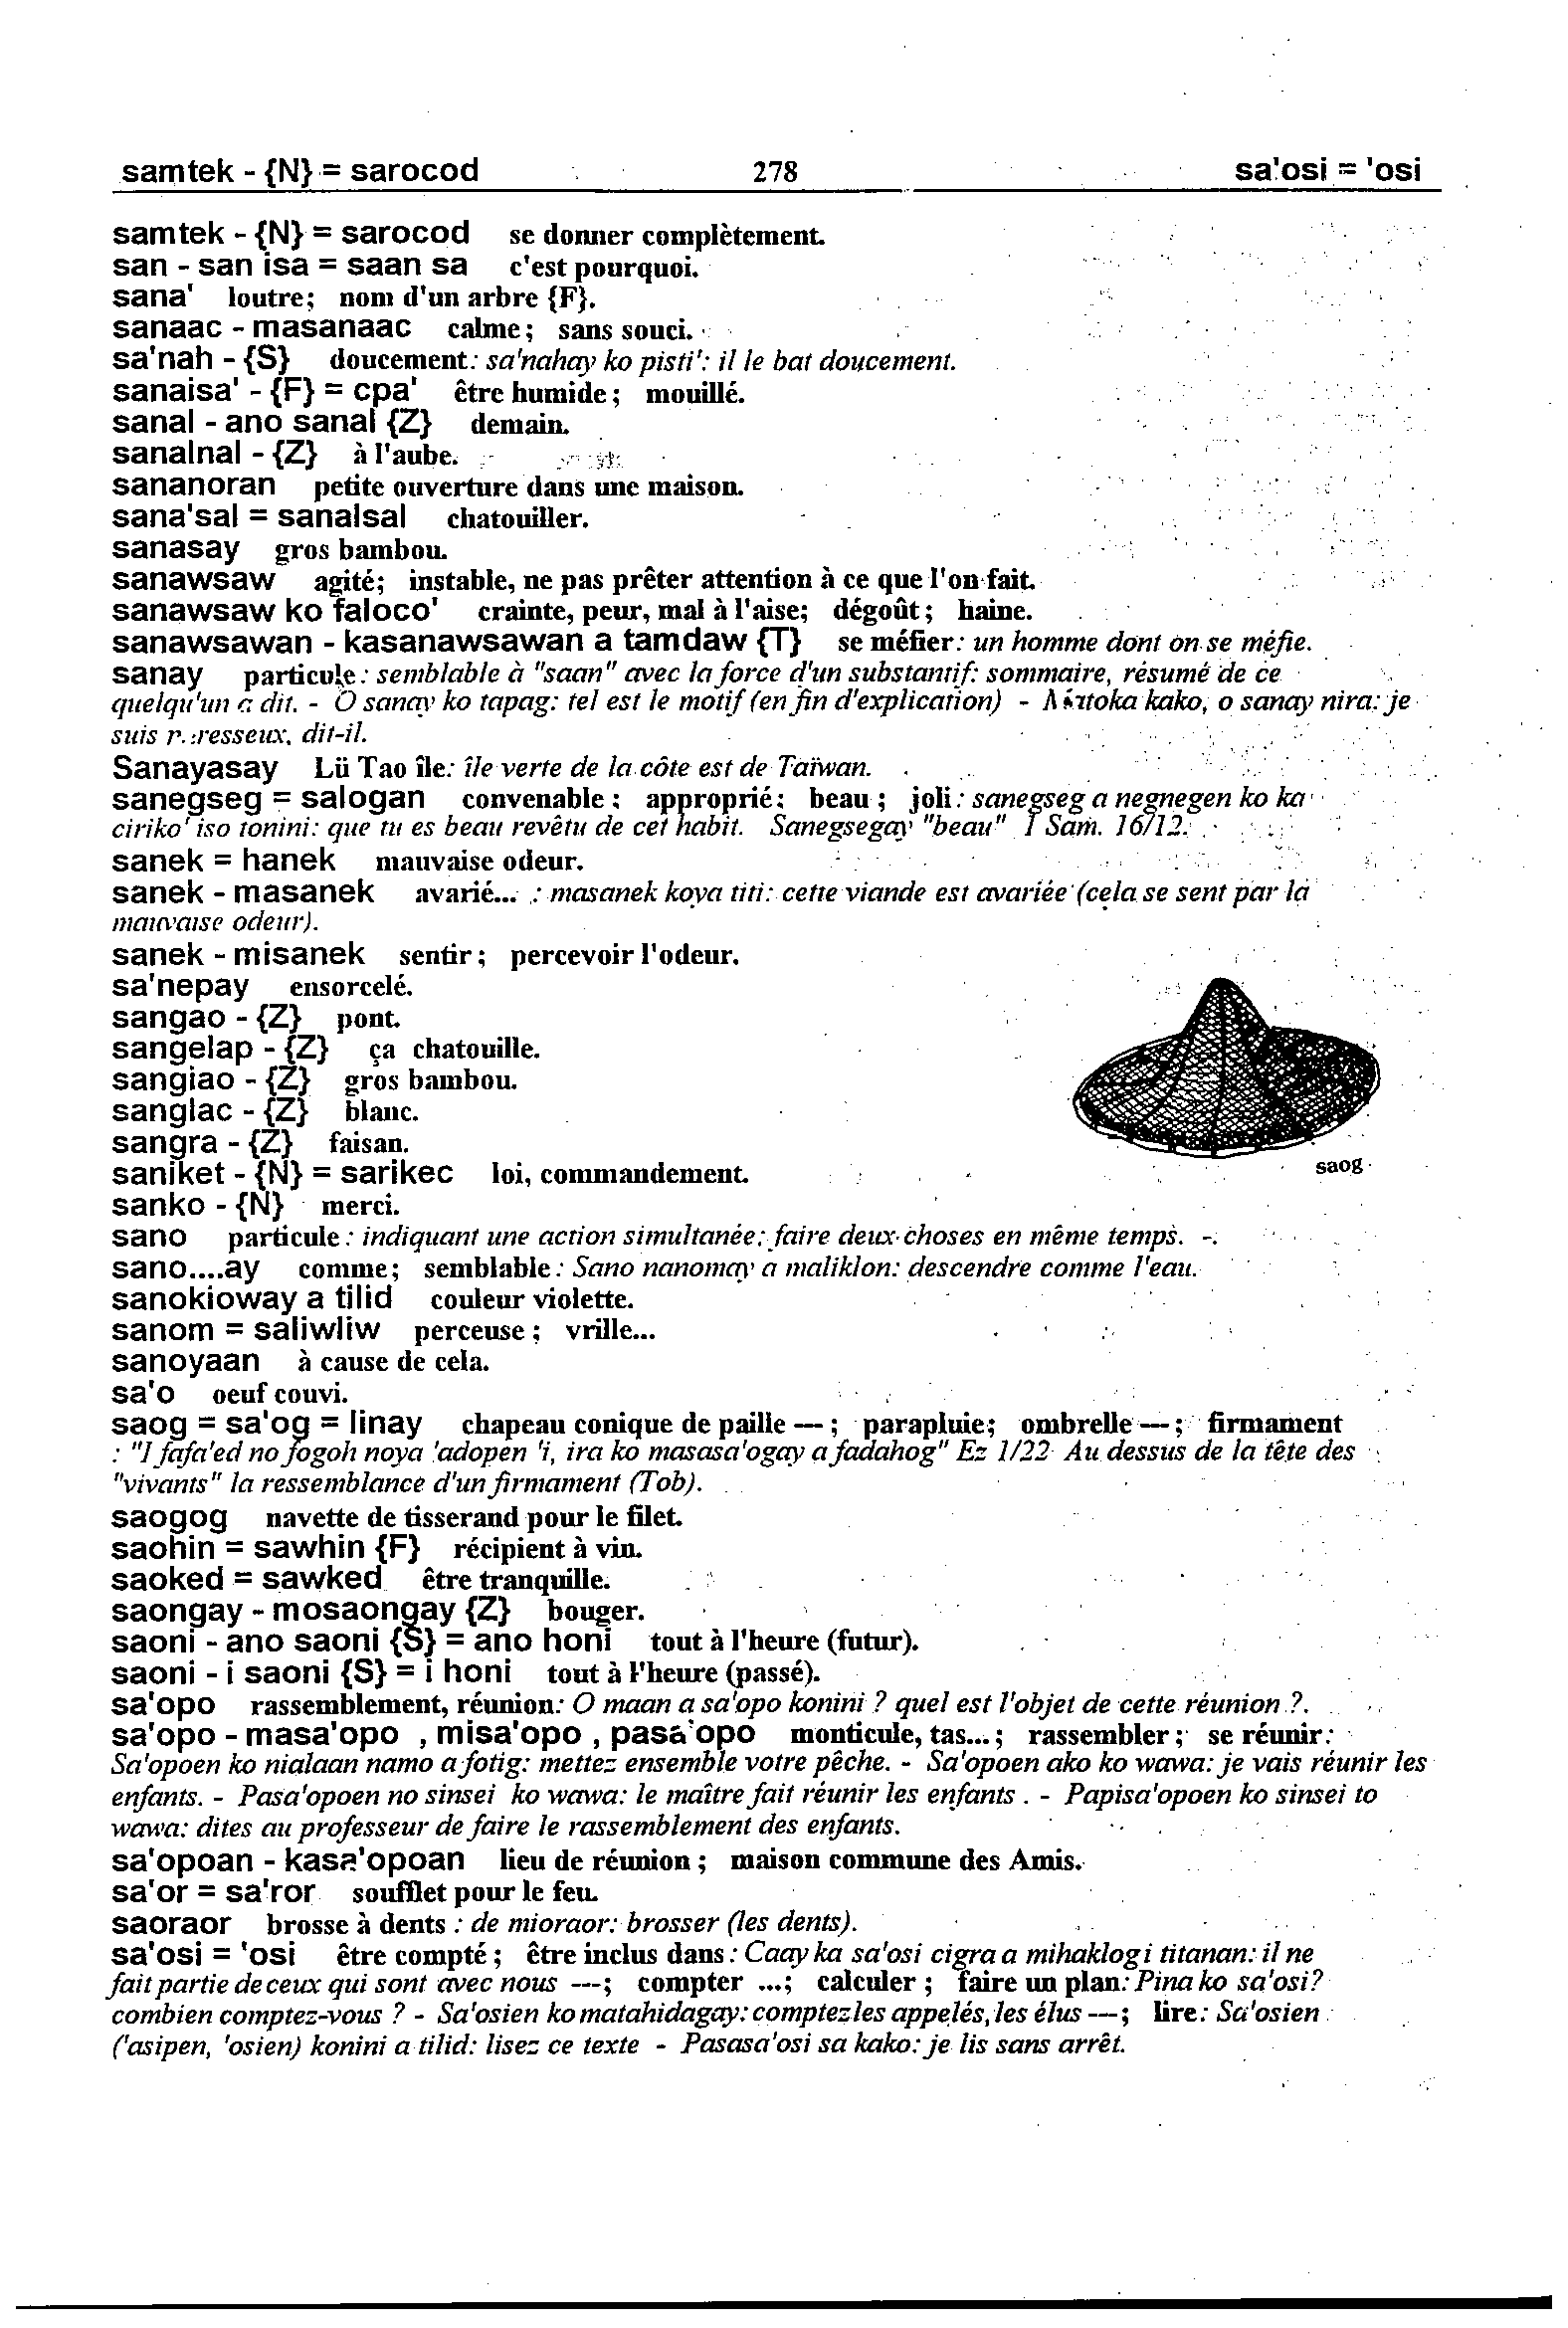 samtek - {N} = sarocod 278 sa'osi = 'osi
samtek - {N} = sarocod se donner complètement.
san - san isa = saan sa c'est pourquoi.
sana' loutre; nom d'un arbre {F}.
sanaac - masanaac calme; sans souci.
sa'nah - {S} doucement: sa'nahay ko pisti': il le bat doucement.
sanaisa' - {F} = cpa' être humide; mouillé.
sanal - ano sanal {Z} demain.
sanalnal - {Z} à l'aube.
sananoran petite ouverture dans une maison.
sana'sal = sanalsal chatouiller.
sanasay gros bambou.
sanawsaw agité; instable, ne pas prêter attention à ce que l'on fait.
sanawsaw ko faloco' crainte, peur, mal à l'aise; dégoût; haine.
sanawsawan - kasanawsawan a tamdaw {T} se méfier: un homme dont on se méfie.
sanay particule: semblable à "saan" avec la force d'un substantif: sommaire, résumé de ce
quelqu'un a dit. - O sanay ko tapag: tel est le motif (en fin d'explication) - kako, o sanay nira: je
suis paresseux, dit-il.
Sanayasay Lü Tao île: île verte de la côte est de Taïwan.
sanegseg = salogan convenable; approprié; beau; joli: sanegseg a negnegen ko ka
ciriko' iso tonini: que tu es beau revêtu de cet habit. Sanegsegay "beau" I Sam. 16/12.
sanek = hanek mauvaise odeur.
sanek - masanek avarié... : masanek koya titi: cette viande est avariée (cela se sent par la
mauvaise odeur).
sanek - misanek sentir; percevoir l'odeur.
sa'nepay ensorcelé.
sangao - {Z} pont.
sangelap - {Z} ça chatouille.
sangiao - {Z} gros bambou.
sanglac - {Z} blanc.
sangra - {Z} faisan.
saniket - {N} = sarikec loi, commandement.
saog
sanko - {N} merci.
sano particule: indiquant une action simultanée: faire deux choses en même temps. -.
sano....ay comme; semblable: Sano nanomay a maliklon: descendre comme l'eau.
sanokioway a tilid couleur violette.
sanom = saliwliw perceuse; vrille...
sanoyaan à cause de cela.
sa'o oeuf couvi.
saog = sa'og = linay chapeau conique de paille — ; parapluie; ombrelle — ; firmament
: "I fafa'ed no fogoh noya 'adopen 'i, ira ko masasa'ogay a fadahog" Ez 1/22 Au dessus de la tête des
"vivants" la ressemblance d'un firmament (Tob).
saogog navette de tisserand pour le filet.
saohin = sawhin {F} récipient à vin.
saoked = sawked être tranquille.
saongay - mosaongay {Z} bouger.
saoni - ano saoni {S} = ano honi tout à l'heure (futur).
saoni - i saoni {S} = i honi tout à l'heure (passé).
sa'opo rassemblement, réunion: O maan a sa'opo konini ? quel est l'objet de cette réunion ?.
sa'opo - masa'opo , misa'opo , pasa'opo monticule, tas...; rassembler; se réunir:
Sa'opoen ko nialaan namo a fotig: mettez ensemble votre pêche. - Sa'opoen ako ko wawa: je vais réunir les
enfants. - Pasa'opoen no sinsei ko wawa: le maître fait réunir les enfants . - Papisa'opoen ko sinsei to
wawa: dites au professeur de faire le rassemblement des enfants.
sa'opoan - kasa'opoan lieu de réunion; maison commune des Amis.
sa'or = sa'ror soufflet pour le feu.
saoraor brosse à dents : de mioraor: brosser (les dents).
sa'osi = 'osi être compté; être inclus dans: Caay ka sa'osi cigra a mihaklogi titanan: il ne
fait partie de ceux qui sont avec nous ---; compter ...; calculer ; faire un plan: Pina ko sa'osi?
combien comptez-vous ? - Sa'osien ko matahidagay: comptez les appelés, les élus —; lire: Sa'osien
('asipen, 'osien) konini a tilid: lisez ce texte - Pasasa'osi sa kako: je lis sans arrêt.